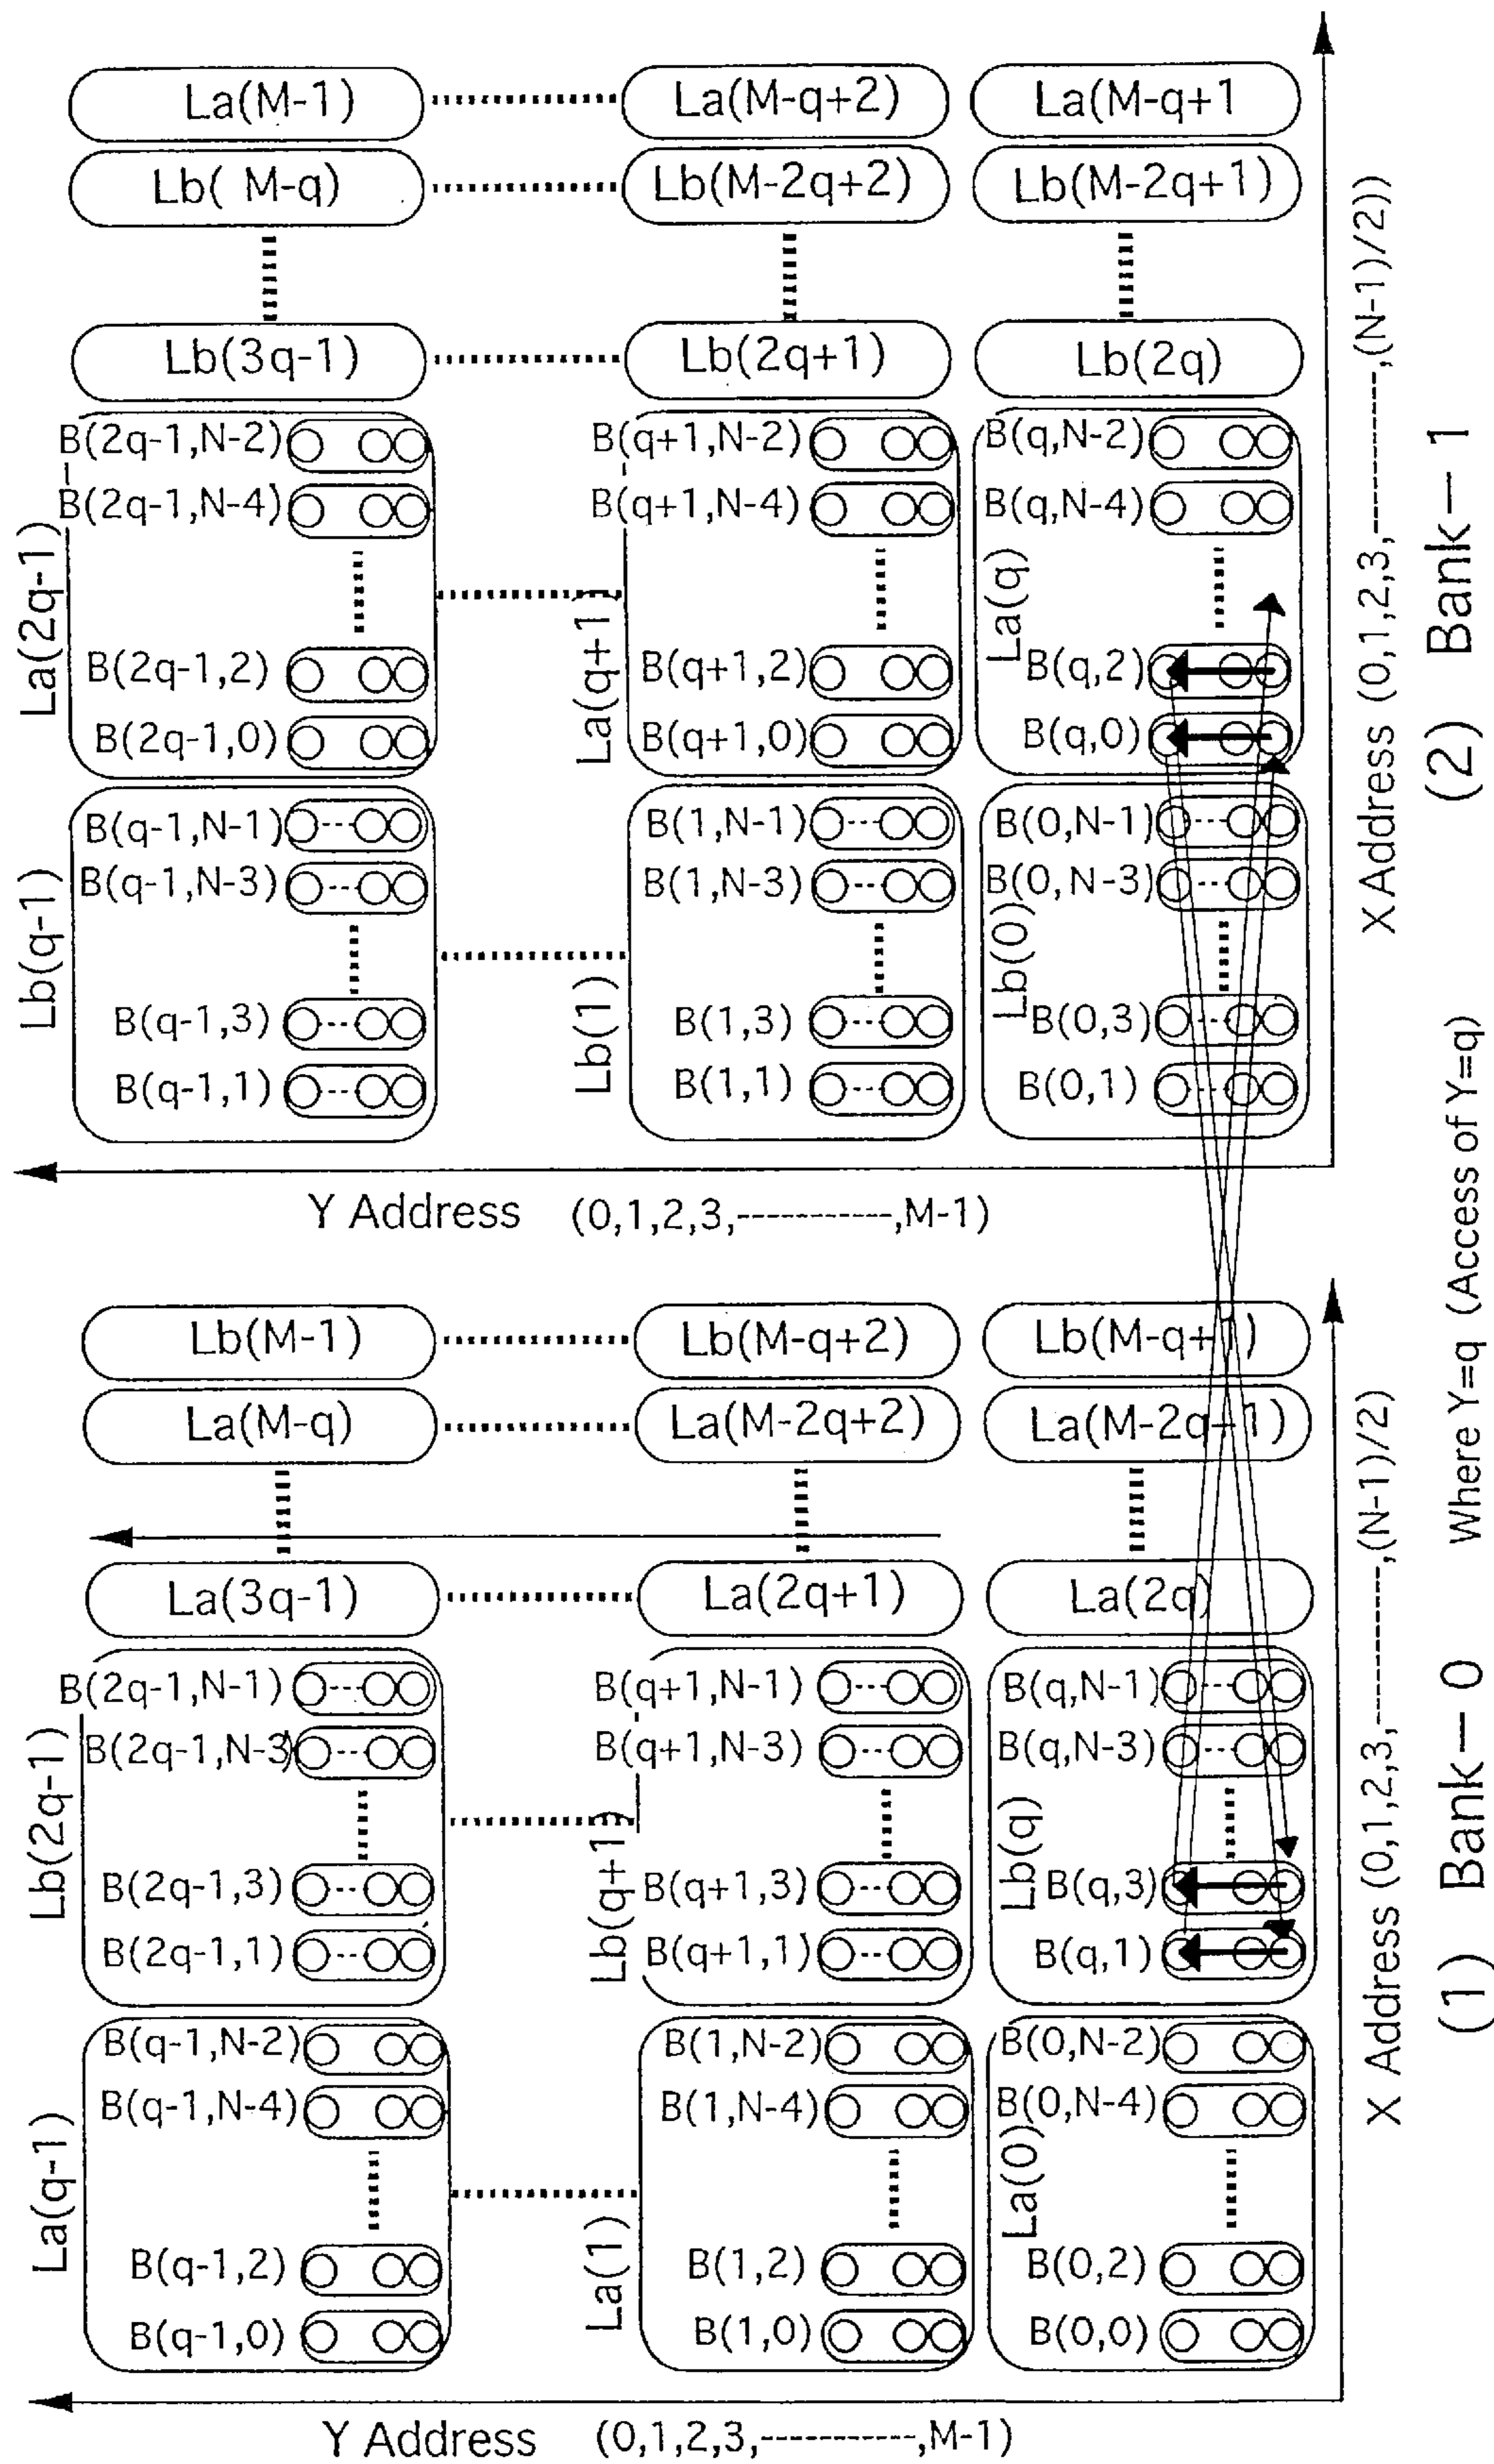 La(M-1) La(M-q+2) La(M-q+1
Lb( M-q) Lb(M-2q+2) Lb(M-2q+1)
Lb(3q-1) Lb(2q+1) Lb(2q)
B(2q-1,N-2) B(q+1,N-2) B(q,N-2)
B(2q-1,N-4) B(q+1,N-4) B(q,N-4)
La(2q-1) La(q+1) La(q)
B(2q-1,2) B(q+1,2) B(q,2)
B(2q-1,0) B(q+1,0) B(q,0)
B(q-1,N-1) B(1,N-1) B(0,N-1)
B(q-1,N-3) B(1,N-3) B(0,N-3)
Lb(q-1) Lb(1) Lb(0)
B(q-1,3) B(1,3) B(0,3)
B(q-1,1) B(1,1) B(0,1)
Y Address (0,1,2,3,-----------,M-1)
X Address (0,1,2,3,-----------,(N-1)/2))
(2) Bank-1
Lb(M-1) Lb(M-q+2) Lb(M-q+1)
La(M-q) La(M-2q+2) La(M-2q+1)
La(3q-1) La(2q+1) La(2q)
B(2q-1,N-1) B(q+1,N-1) B(q,N-1)
B(2q-1,N-3) B(q+1,N-3) B(q,N-3)
Lb(2q-1) Lb(q+1) Lb(q)
B(2q-1,3) B(q+1,3) B(q,3)
B(2q-1,1) B(q+1,1) B(q,1)
B(q-1,N-2) B(1,N-2) B(0,N-2)
B(q-1,N-4) B(1,N-4) B(0,N-4)
La(q-1) La(1) La(0)
B(q-1,2) B(1,2) B(0,2)
B(q-1,0) B(1,0) B(0,0)
Y Address (0,1,2,3,-----------,M-1)
X Address (0,1,2,3,-----------,(N-1)/2)
(1) Bank-0
Where Y=q (Access of Y=q)